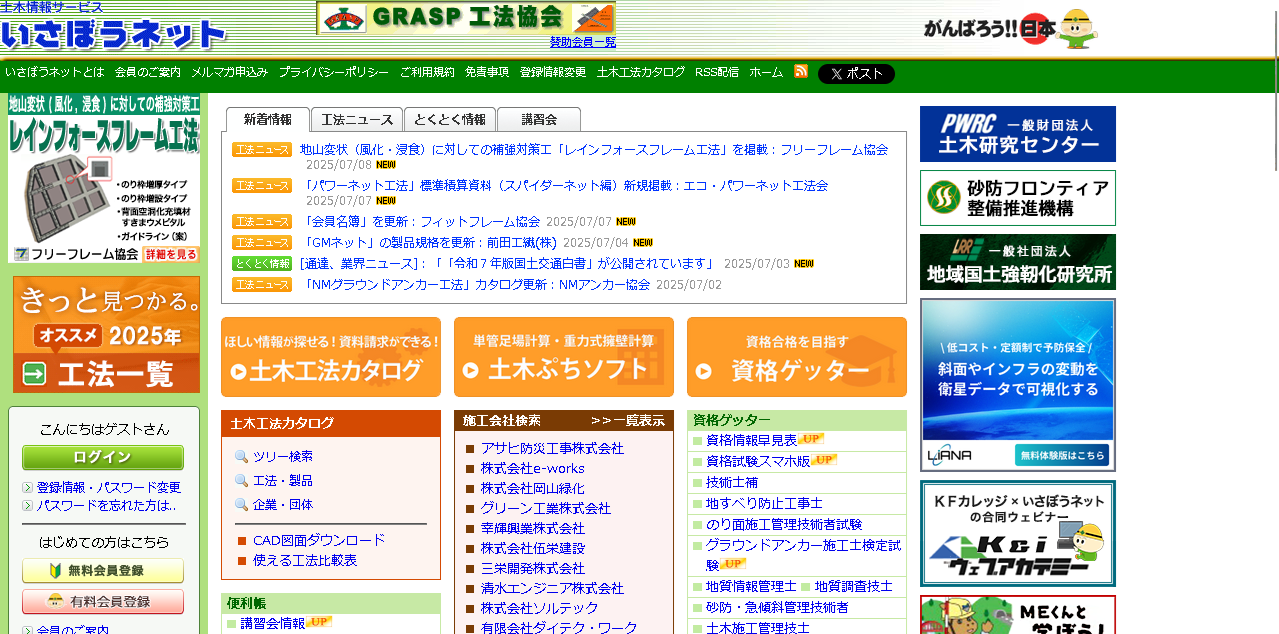 土木情報サービス
いさぼうネット
GRASP 工法協会
賛助会員一覧
がんばろう!!日本
いさぼうネットとは 会員のご案内 メルマガ申込み プライバシーポリシー ご利用規約 免責事項 登録情報変更 土木工法カタログ RSS配信 ホーム ポスト
地山変状(風化,浸食)に対しての補強対策工
レインフォースフレーム工法
・のり枠増厚タイプ
・のり枠増設タイプ
・背面空洞化充填材
すきまウメビタル
・ガイドライン(案)
フリーフレーム協会 詳細を見る
きっと見つかる。
オススメ 2025年
工法一覧
こんにちはゲストさん
ログイン
登録情報・パスワード変更
パスワードを忘れた方は..
はじめての方はこちら
無料会員登録
有料会員登録
会員のご案内
新着情報 工法ニュース とくとく情報 講習会
工法ニュース 地山変状（風化・浸食）に対しての補強対策工「レインフォースフレーム工法」を掲載：フリーフレーム協会
2025/07/08 NEW
工法ニュース 「パワーネット工法」標準積算資料（スパイダーネット編）新規掲載：エコ・パワーネット工法会
2025/07/07 NEW
工法ニュース 「会員名簿」を更新：フィットフレーム協会 2025/07/07 NEW
工法ニュース 「GMネット」の製品規格を更新：前田工繊(株) 2025/07/04 NEW
とくとく情報 [通達、業界ニュース]：「「令和７年版国土交通白書」が公開されています」 2025/07/03 NEW
工法ニュース 「NMグラウンドアンカー工法」カタログ更新：NMアンカー協会 2025/07/02
ほしい情報が探せる！資料請求ができる！
土木工法カタログ
単管足場計算・重力式擁壁計算
土木ぷちソフト
資格合格を目指す
資格ゲッター
土木工法カタログ
ツリー検索
工法・製品
企業・団体
CAD図面ダウンロード
使える工法比較表
便利帳
講習会情報UP
施工会社検索 >>一覧表示
アサヒ防災工事株式会社
株式会社e-works
株式会社岡山緑化
グリーン工業株式会社
幸輝興業株式会社
株式会社伍栄建設
三栄開発株式会社
清水エンジニア株式会社
株式会社ソルテック
有限会社ダイテク・ワーク
資格ゲッター
資格情報早見表UP
資格試験スマホ版UP
技術士補
地すべり防止工事士
のり面施工管理技術者試験
グラウンドアンカー施工士検定試
験UP
地質情報管理士 地質調査技士
砂防・急傾斜管理技術者
土木施工管理技士
PWRC 一般財団法人
土木研究センター
砂防フロンティア
整備推進機構
一般社団法人
地域国土強靭化研究所
\ 低コスト・定額制で予防保全 /
斜面やインフラの変動を
衛星データで可視化する
LIANA 無料体験版はこちら
ＫＦカレッジ×いさぼうネット
の合同ウェビナー
K&i
ウェブアカデミー
MEくんと
学ぼう!